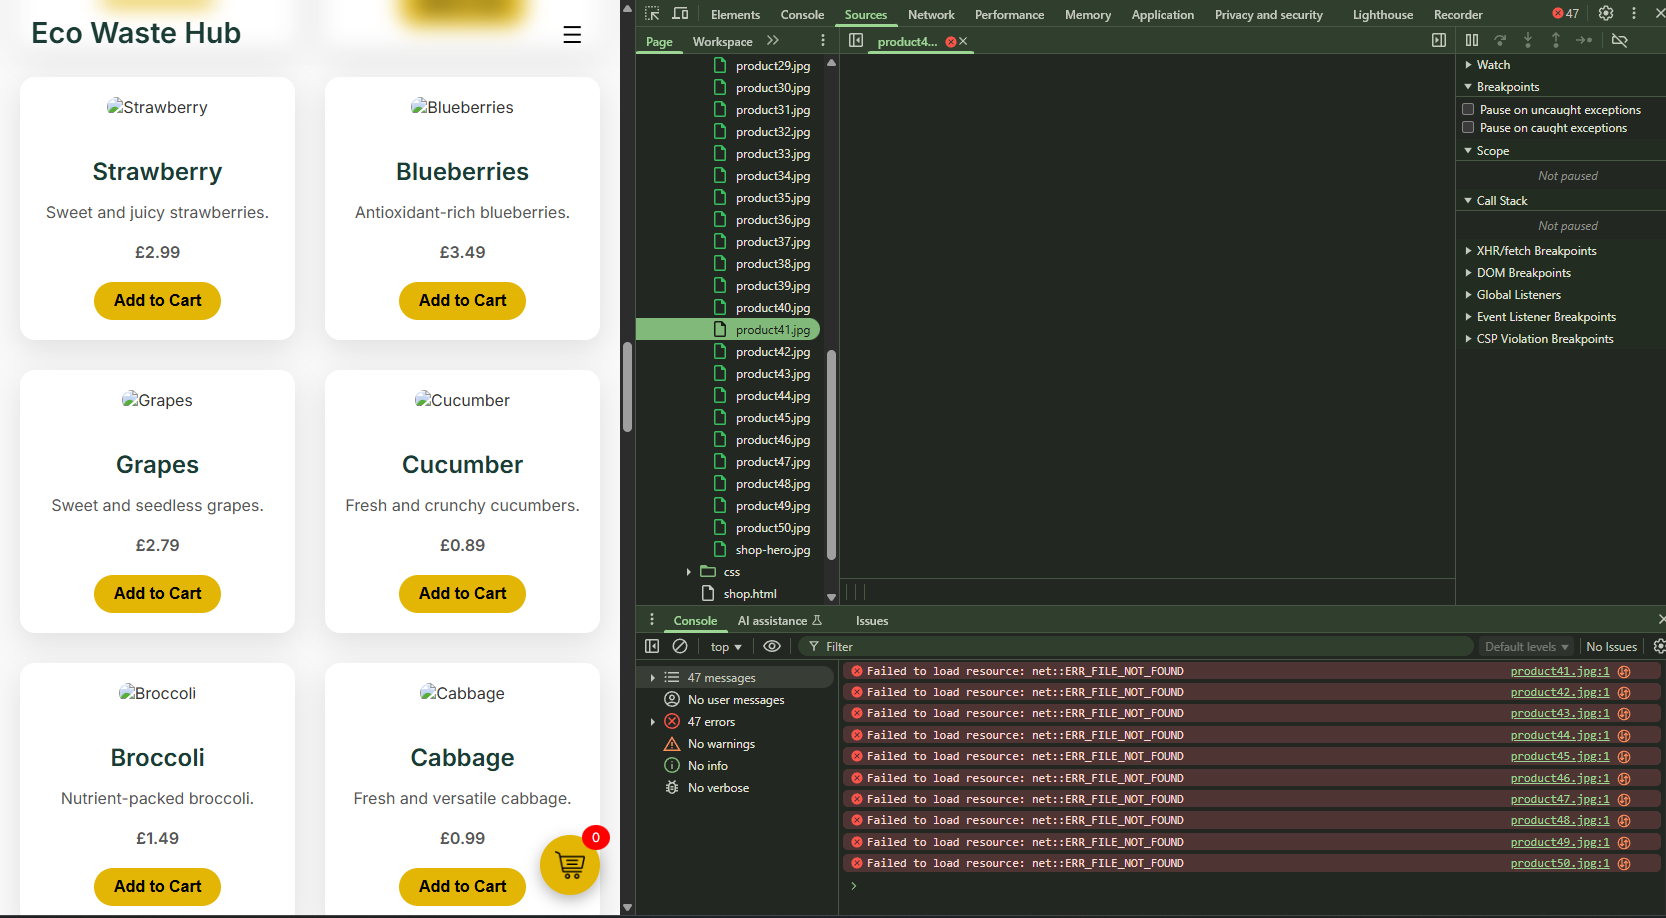 Eco Waste Hub
Strawberry
Strawberry
Sweet and juicy strawberries.
£2.99
Add to Cart
Blueberries
Blueberries
Antioxidant-rich blueberries.
£3.49
Add to Cart
Grapes
Grapes
Sweet and seedless grapes.
£2.79
Add to Cart
Cucumber
Cucumber
Fresh and crunchy cucumbers.
£0.89
Add to Cart
Broccoli
Broccoli
Nutrient-packed broccoli.
£1.49
Add to Cart
Cabbage
Cabbage
Fresh and versatile cabbage.
£0.99
Add to Cart
0
Elements Console Sources Network Performance Memory Application Privacy and security Lighthouse Recorder 47
Page Workspace
product4...
product29.jpg
product30.jpg
product31.jpg
product32.jpg
product33.jpg
product34.jpg
product35.jpg
product36.jpg
product37.jpg
product38.jpg
product39.jpg
product40.jpg
product41.jpg
product42.jpg
product43.jpg
product44.jpg
product45.jpg
product46.jpg
product47.jpg
product48.jpg
product49.jpg
product50.jpg
shop-hero.jpg
css
shop.html
Watch
Breakpoints
Pause on uncaught exceptions
Pause on caught exceptions
Scope
Not paused
Call Stack
Not paused
XHR/fetch Breakpoints
DOM Breakpoints
Global Listeners
Event Listener Breakpoints
CSP Violation Breakpoints
Console AI assistance Issues
top Filter Default levels No Issues
47 messages
No user messages
47 errors
No warnings
No info
No verbose
Failed to load resource: net::ERR_FILE_NOT_FOUND product41.jpg:1
Failed to load resource: net::ERR_FILE_NOT_FOUND product42.jpg:1
Failed to load resource: net::ERR_FILE_NOT_FOUND product43.jpg:1
Failed to load resource: net::ERR_FILE_NOT_FOUND product44.jpg:1
Failed to load resource: net::ERR_FILE_NOT_FOUND product45.jpg:1
Failed to load resource: net::ERR_FILE_NOT_FOUND product46.jpg:1
Failed to load resource: net::ERR_FILE_NOT_FOUND product47.jpg:1
Failed to load resource: net::ERR_FILE_NOT_FOUND product48.jpg:1
Failed to load resource: net::ERR_FILE_NOT_FOUND product49.jpg:1
Failed to load resource: net::ERR_FILE_NOT_FOUND product50.jpg:1